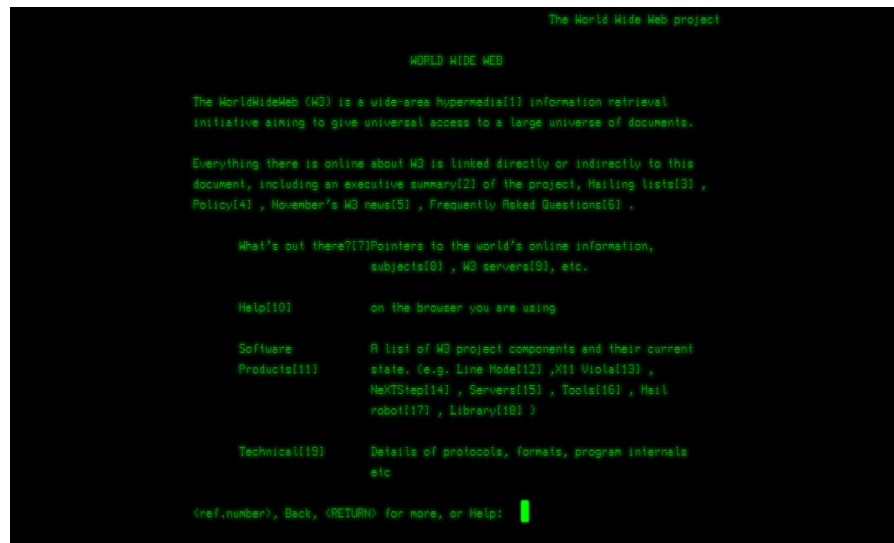 The World Wide Web project
WORLD WIDE WEB
The WorldWideWeb (W3) is a wide-area hypermedia[1] information retrieval
initiative aiming to give universal access to a large universe of documents.
Everything there is online about W3 is linked directly or indirectly to this
document, including an executive summary[2] of the project, Mailing lists[3] ,
Policy[4] , November's W3 news[5] , Frequently Asked Questions[6] .
What's out there?[7]Pointers to the world's online information,
subjects[8] , W3 servers[9], etc.
Help[10] on the browser you are using
Software A list of W3 project components and their current
Products[11] state. (e.g. Line Mode[12] ,X11 Viola[13] ,
NeXTStep[14] , Servers[15] , Tools[16] , Mail
robot[17] , Library[18] )
Technical[19] Details of protocols, formats, program internals
etc
<ref.number>, Back, <RETURN> for more, or Help: